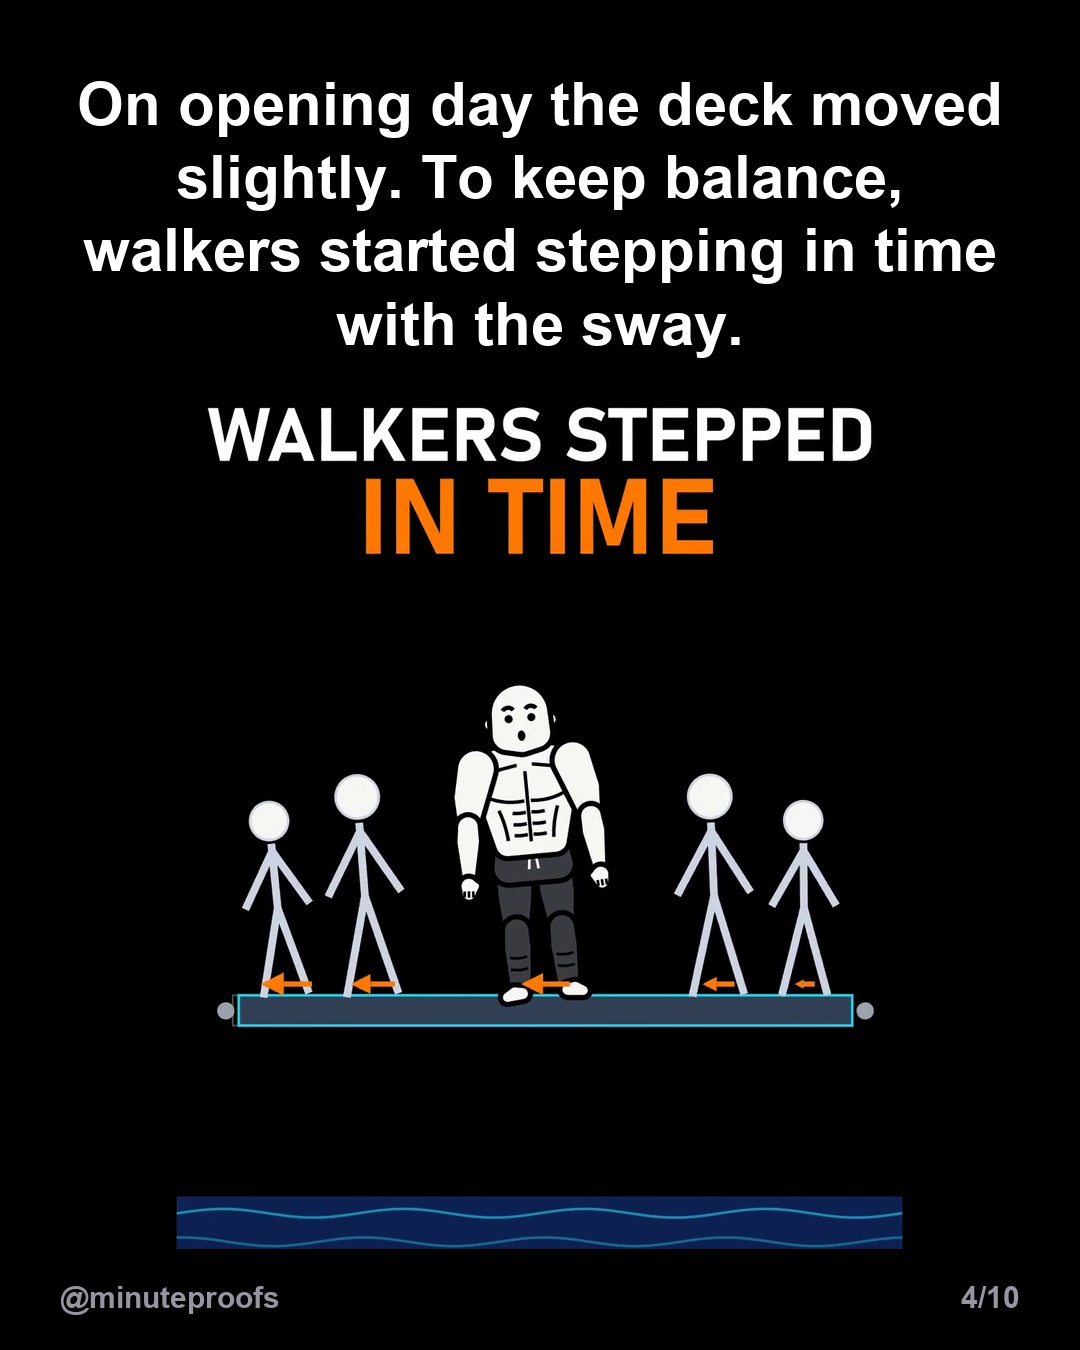 On opening day the deck moved
slightly. To keep balance,
walkers started stepping in time
with the sway.
WALKERS STEPPED
IN TIME
@minuteproofs
4/10